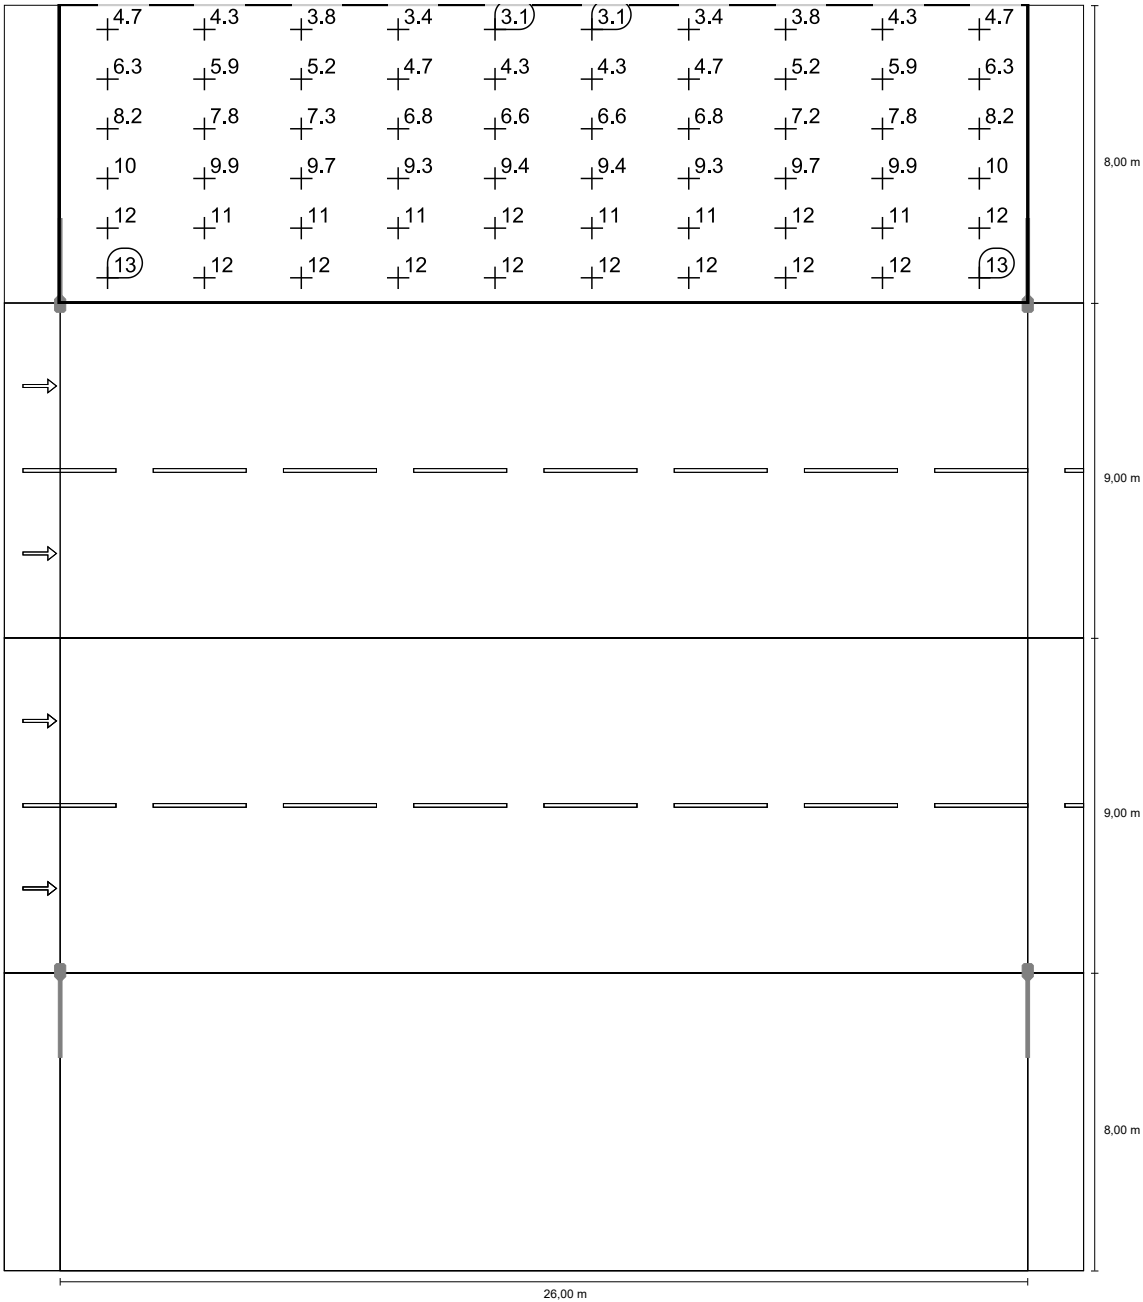 4.7 4.3 3.8 3.4 3.1 3.1 3.4 3.8 4.3 4.7
6.3 5.9 5.2 4.7 4.3 4.3 4.7 5.2 5.9 6.3
8.2 7.8 7.3 6.8 6.6 6.6 6.8 7.2 7.8 8.2
8,00 m
10 9.9 9.7 9.3 9.4 9.4 9.3 9.7 9.9 10
12 11 11 11 12 11 11 12 11 12
13 12 12 12 12 12 12 12 12 13
9,00 m
9,00 m
8,00 m
26,00 m